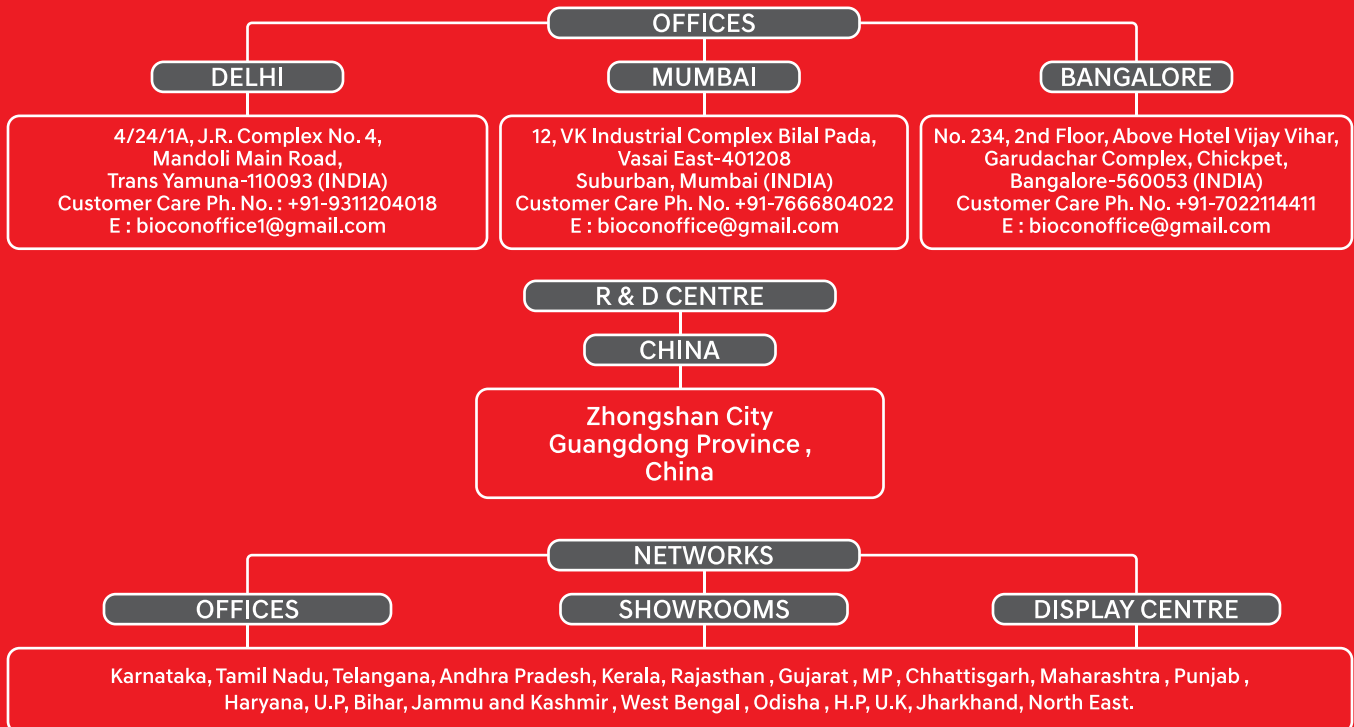 OFFICES
DELHI
4/24/1A, J.R. Complex No. 4,
Mandoli Main Road,
Trans Yamuna-110093 (INDIA)
Customer Care Ph. No. : +91-9311204018
E : bioconoffice1@gmail.com
MUMBAI
12, VK Industrial Complex Bilal Pada,
Vasai East-401208
Suburban, Mumbai (INDIA)
Customer Care Ph. No. +91-7666804022
E : bioconoffice@gmail.com
BANGALORE
No. 234, 2nd Floor, Above Hotel Vijay Vihar,
Garudachar Complex, Chickpet,
Bangalore-560053 (INDIA)
Customer Care Ph. No. +91-7022114411
E : bioconoffice@gmail.com
R & D CENTRE
CHINA
Zhongshan City
Guangdong Province ,
China
NETWORKS
OFFICES
SHOWROOMS
DISPLAY CENTRE
Karnataka, Tamil Nadu, Telangana, Andhra Pradesh, Kerala, Rajasthan , Gujarat , MP , Chhattisgarh, Maharashtra , Punjab ,
Haryana, U.P, Bihar, Jammu and Kashmir , West Bengal , Odisha , H.P, U.K, Jharkhand, North East.